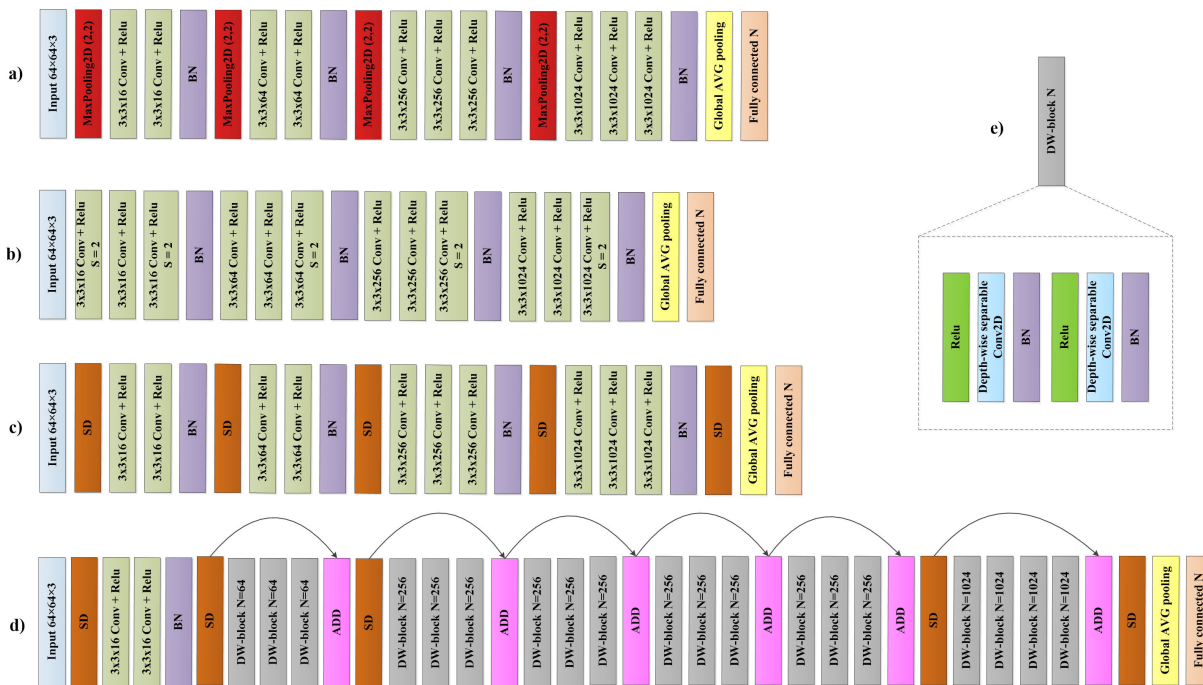 a)
Input 64×64×3
MaxPooling2D (2,2)
3x3x16 Conv + Relu
3x3x16 Conv + Relu
BN
MaxPooling2D (2,2)
3x3x64 Conv + Relu
3x3x64 Conv + Relu
BN
MaxPooling2D (2,2)
3x3x256 Conv + Relu
3x3x256 Conv + Relu
3x3x256 Conv + Relu
BN
MaxPooling2D (2,2)
3x3x1024 Conv + Relu
3x3x1024 Conv + Relu
3x3x1024 Conv + Relu
BN
Global AVG pooling
Fully connected N
b)
Input 64×64×3
3x3x16 Conv + Relu
S = 2
3x3x16 Conv + Relu
3x3x16 Conv + Relu
S = 2
BN
3x3x64 Conv + Relu
3x3x64 Conv + Relu
3x3x64 Conv + Relu
S = 2
BN
3x3x256 Conv + Relu
3x3x256 Conv + Relu
3x3x256 Conv + Relu
S = 2
BN
3x3x1024 Conv + Relu
3x3x1024 Conv + Relu
3x3x1024 Conv + Relu
S = 2
BN
Global AVG pooling
Fully connected N
c)
Input 64×64×3
SD
3x3x16 Conv + Relu
3x3x16 Conv + Relu
BN
SD
3x3x64 Conv + Relu
3x3x64 Conv + Relu
BN
SD
3x3x256 Conv + Relu
3x3x256 Conv + Relu
3x3x256 Conv + Relu
BN
SD
3x3x1024 Conv + Relu
3x3x1024 Conv + Relu
3x3x1024 Conv + Relu
BN
SD
Global AVG pooling
Fully connected N
d)
Input 64×64×3
SD
3x3x16 Conv + Relu
3x3x16 Conv + Relu
BN
SD
DW-block N=64
DW-block N=64
DW-block N=64
ADD
SD
DW-block N=256
DW-block N=256
DW-block N=256
ADD
DW-block N=256
DW-block N=256
DW-block N=256
ADD
DW-block N=256
DW-block N=256
DW-block N=256
ADD
DW-block N=256
DW-block N=256
DW-block N=256
ADD
SD
DW-block N=1024
DW-block N=1024
DW-block N=1024
DW-block N=1024
ADD
SD
Global AVG pooling
Fully connected N
e)
DW-block N
Relu
Depth-wise separable
Conv2D
BN
Relu
Depth-wise separable
Conv2D
BN